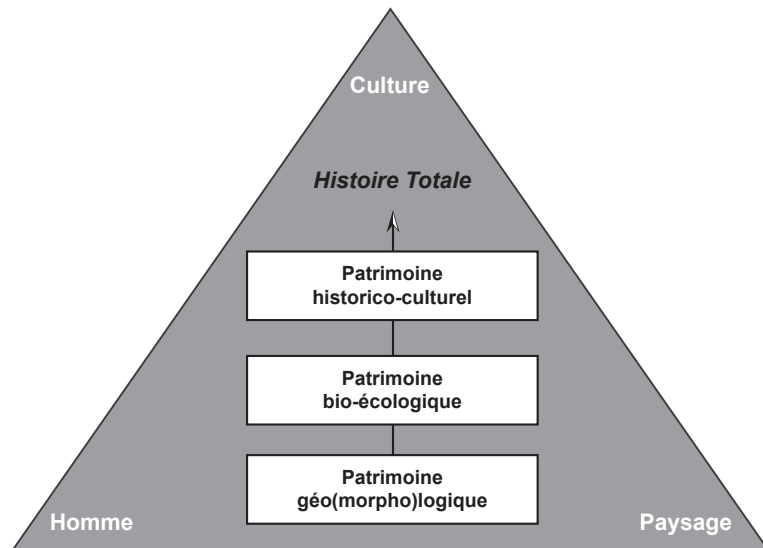 Culture
Histoire Totale
Patrimoine
historico-culturel
Patrimoine
bio-écologique
Patrimoine
géo(morpho)logique
Homme
Paysage